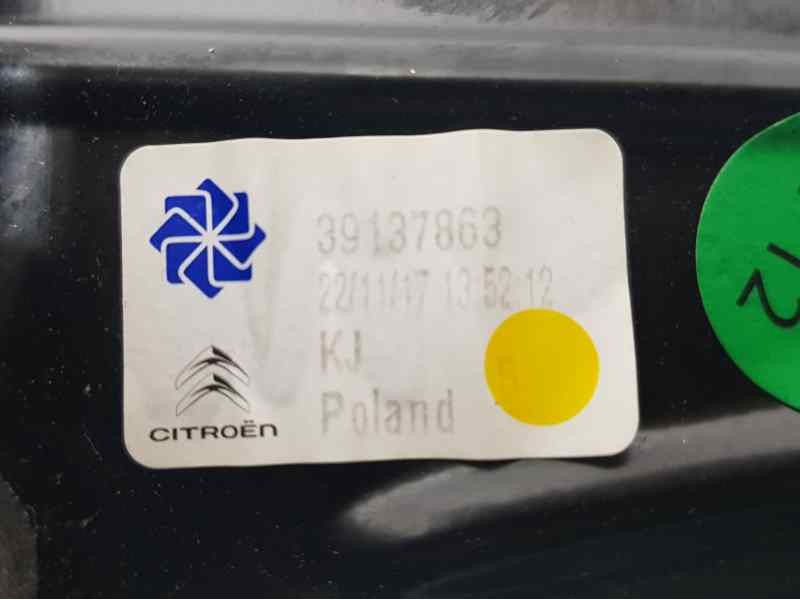 39137863
22/11/17 13:52:12
KJ
Poland
CITROËN